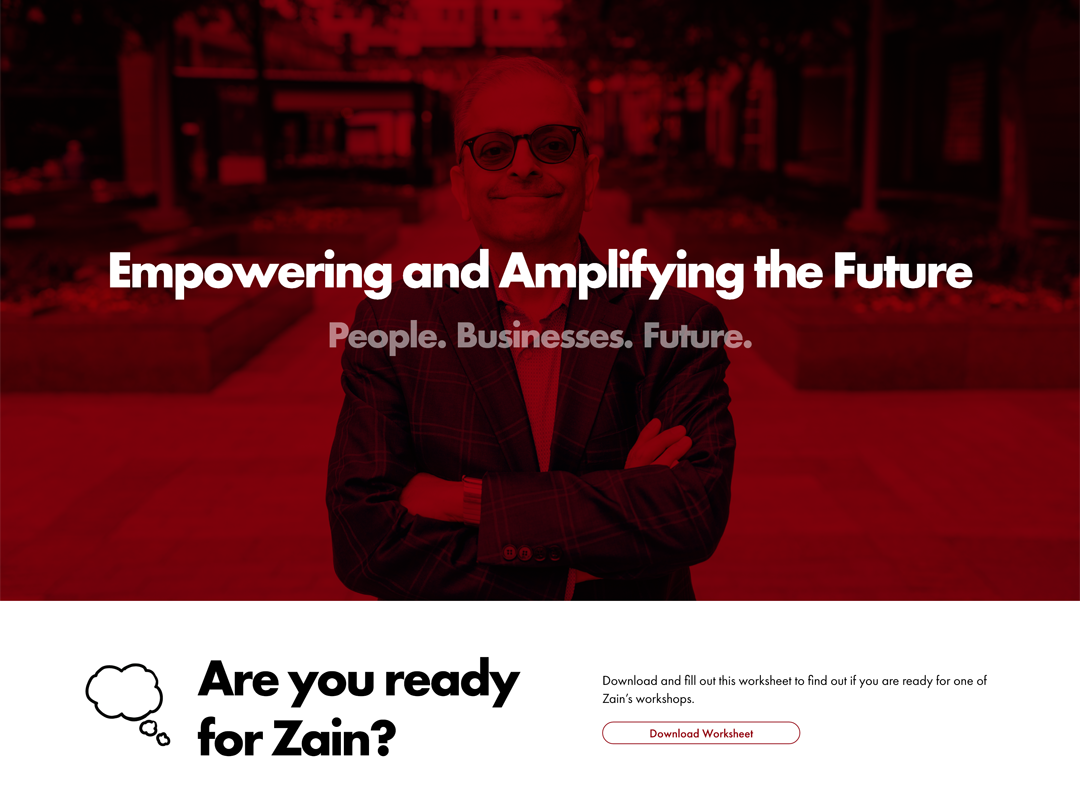 Empowering and Amplifying the Future
People. Businesses. Future.
Are you ready
for Zain?
Download and fill out this worksheet to find out if you are ready for one of
Zain’s workshops.
Download Worksheet